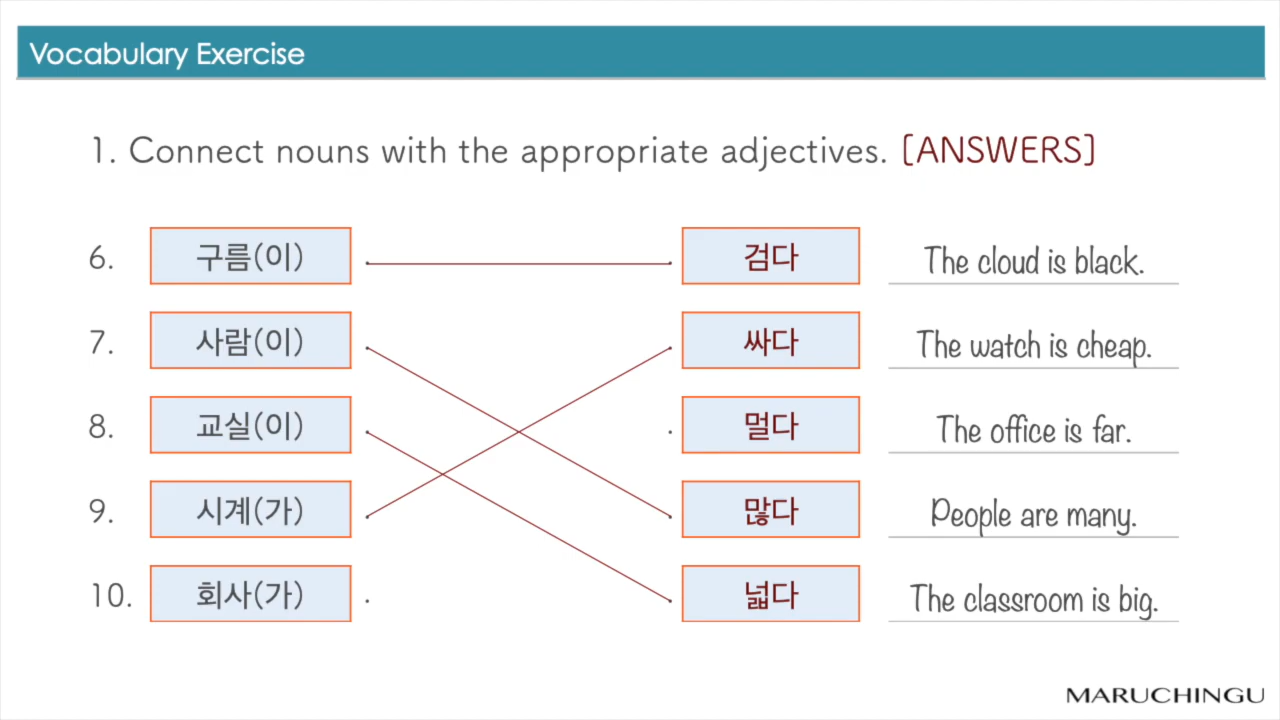 Vocabulary Exercise
1. Connect nouns with the appropriate adjectives. [ANSWERS]
6. 구름(이) 검다 The cloud is black.
7. 사람(이) 싸다 The watch is cheap.
8. 교실(이) 멀다 The office is far.
9. 시계(가) 많다 People are many.
10. 회사(가) 넓다 The classroom is big.
MARUCHINGU